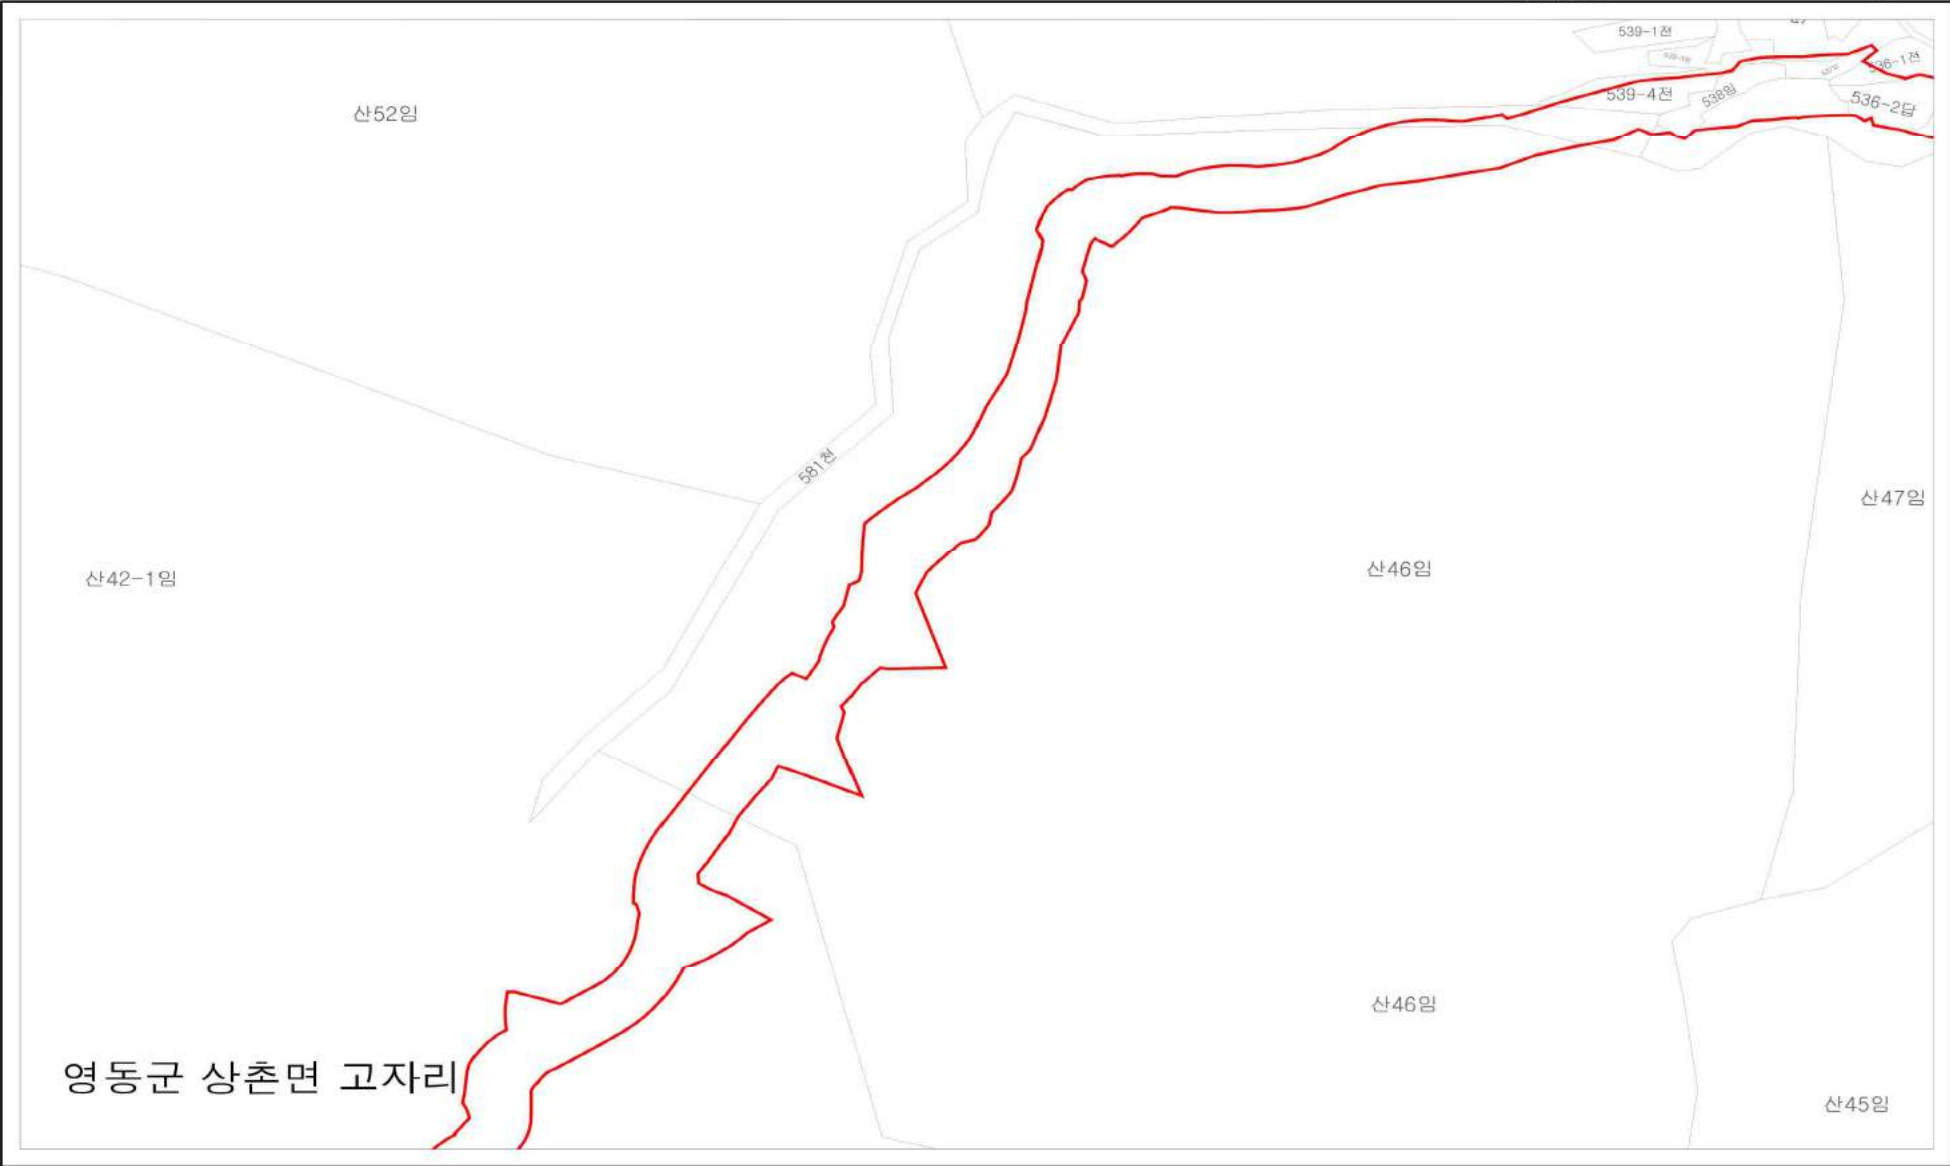 539-1전
536-1전
539-4전
538임
536-2답
산52임
581천
산47임
산46임
산42-1임
산46임
영동군 상촌면 고자리
산45임